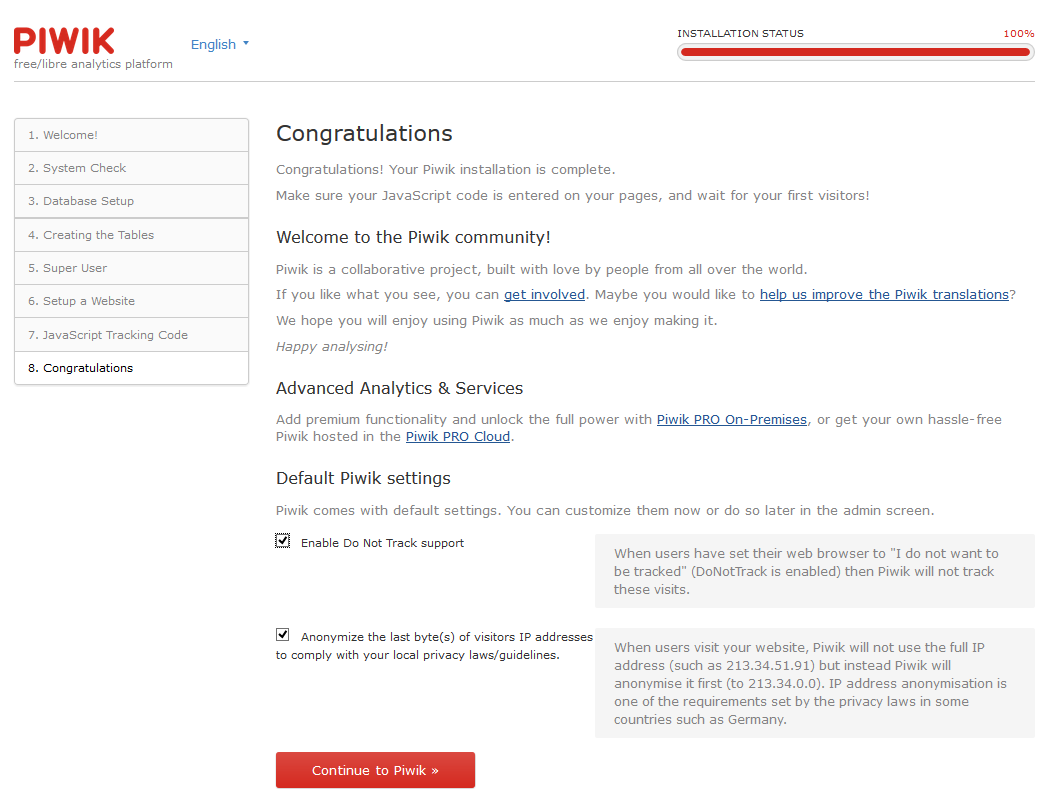 PIWIK
free/libre analytics platform
English
INSTALLATION STATUS 100%
1. Welcome!
2. System Check
3. Database Setup
4. Creating the Tables
5. Super User
6. Setup a Website
7. JavaScript Tracking Code
8. Congratulations
Congratulations
Congratulations! Your Piwik installation is complete.
Make sure your JavaScript code is entered on your pages, and wait for your first visitors!
Welcome to the Piwik community!
Piwik is a collaborative project, built with love by people from all over the world.
If you like what you see, you can get involved. Maybe you would like to help us improve the Piwik translations?
We hope you will enjoy using Piwik as much as we enjoy making it.
Happy analysing!
Advanced Analytics & Services
Add premium functionality and unlock the full power with Piwik PRO On-Premises, or get your own hassle-free
Piwik hosted in the Piwik PRO Cloud.
Default Piwik settings
Piwik comes with default settings. You can customize them now or do so later in the admin screen.
Enable Do Not Track support
When users have set their web browser to "I do not want to
be tracked" (DoNotTrack is enabled) then Piwik will not track
these visits.
Anonymize the last byte(s) of visitors IP addresses
to comply with your local privacy laws/guidelines.
When users visit your website, Piwik will not use the full IP
address (such as 213.34.51.91) but instead Piwik will
anonymise it first (to 213.34.0.0). IP address anonymisation is
one of the requirements set by the privacy laws in some
countries such as Germany.
Continue to Piwik »